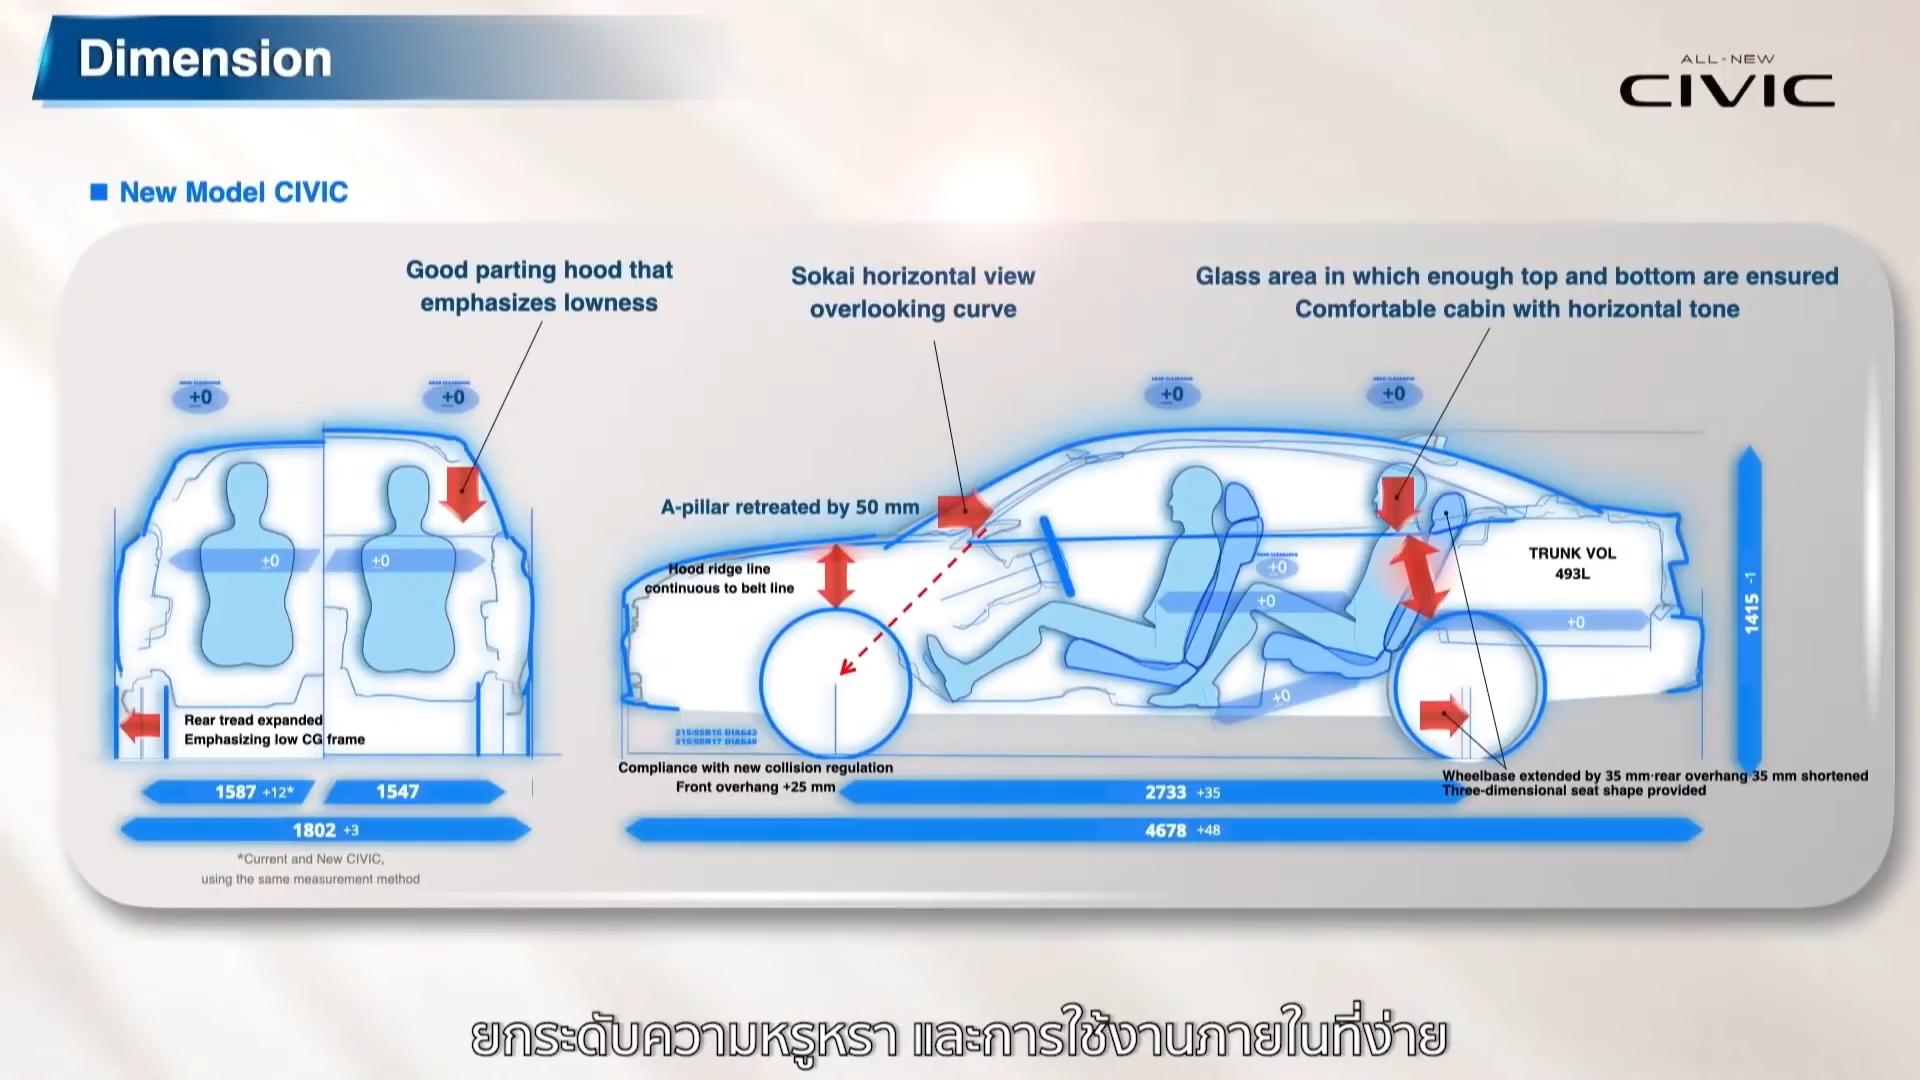 Dimension
ALL-NEW
CIVIC
New Model CIVIC
Good parting hood that
emphasizes lowness
Sokai horizontal view
overlooking curve
Glass area in which enough top and bottom are ensured
Comfortable cabin with horizontal tone
+0
+0
+0
+0
A-pillar retreated by 50 mm
Hood ridge line
continuous to belt line
+0
+0
+0
+0
+0
+0
TRUNK VOL
493L
1415 -1
Rear tread expanded
Emphasizing low CG frame
215/55R16 DIA643
215/50R17 DIA648
Compliance with new collision regulation
Front overhang +25 mm
Wheelbase extended by 35 mm·rear overhang 35 mm shortened
Three-dimensional seat shape provided
1587 +12*
1547
2733 +35
1802 +3
4678 +48
*Current and New CIVIC,
using the same measurement method
ยกระดับความหรูหรา และการใช้งานภายในที่ง่าย